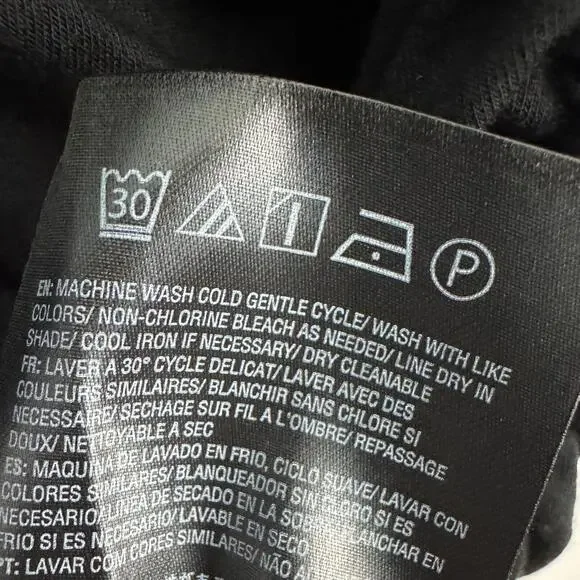 30 P
EN: MACHINE WASH COLD GENTLE CYCLE/ WASH WITH LIKE
COLORS/ NON-CHLORINE BLEACH AS NEEDED/ LINE DRY IN
SHADE/ COOL IRON IF NECESSARY/ DRY CLEANABLE
FR: LAVER A 30° CYCLE DELICAT/ LAVER AVEC DES
COULEURS SIMILAIRES/ BLANCHIR SANS CHLORE SI
NECESSAIRE/ SECHAGE SUR FIL A L'OMBRE/ REPASSAGE
DOUX/ NETTOYABLE A SEC
ES: MAQUINA DE LAVADO EN FRIO, CICLO SUAVE/ LAVAR CON
COLORES SIMILARES/ BLANQUEADOR SIN CLORO SI ES
NECESARIO/ LINEA DE SECADO EN LA SOMBRA/ PLANCHAR EN
FRIO SI ES NECESARIO/ LAVABLE EN SECO
PT: LAVAR COM CORES SIMILARES/ NÃO